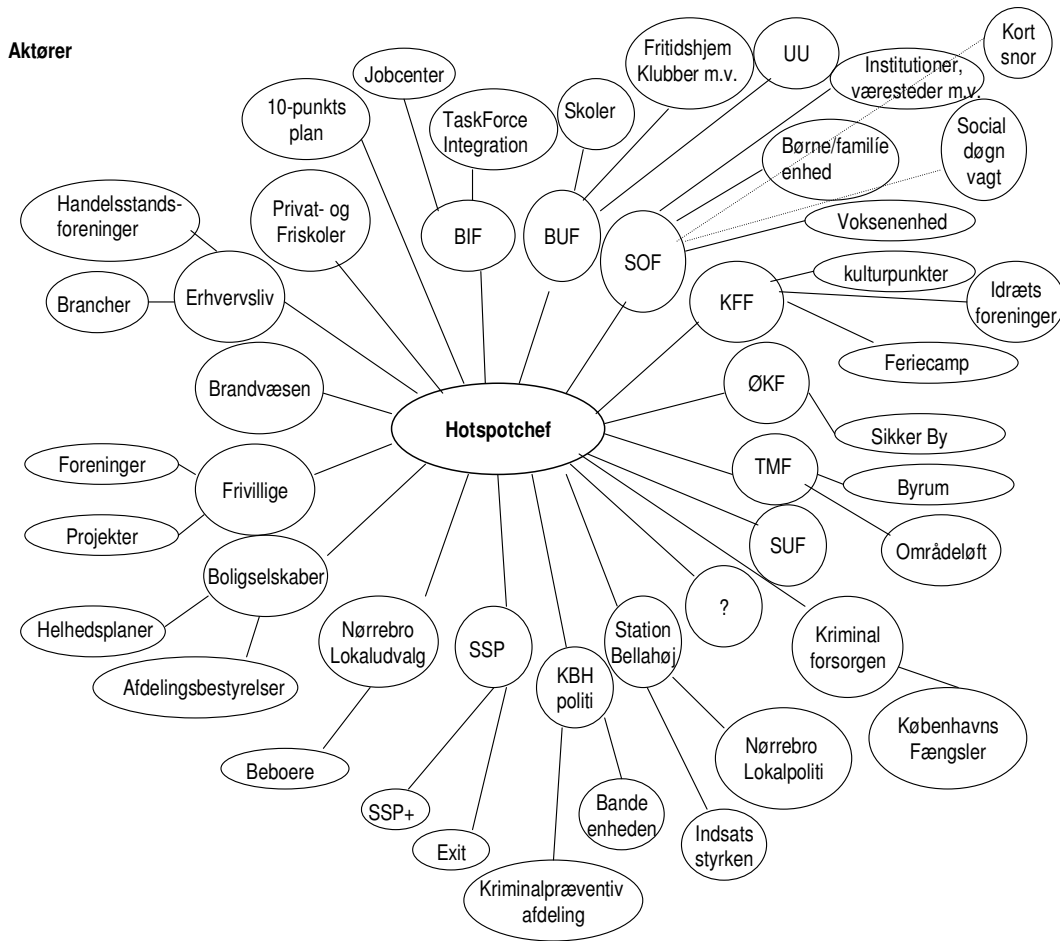 Aktører
Kort
snor
Fritidshjem
Klubber m.v.
UU
Institutioner,
væresteder m.v.
Jobcenter
10-punkts
plan
TaskForce
Integration
Skoler
Børne/familie
enhed
Social
døgn
vagt
Handelsstands-
foreninger
Privat- og
Friskoler
BIF
BUF
SOF
Voksenenhed
Brancher
Erhvervsliv
KFF
kulturpunkter
Idræts
foreninger
Feriecamp
Brandvæsen
ØKF
Hotspotchef
Sikker By
Foreninger
Frivillige
TMF
Byrum
Projekter
SUF
Områdeløft
Boligselskaber
?
Helhedsplaner
Afdelingsbestyrelser
Nørrebro
Lokaludvalg
SSP
KBH
politi
Station
Bellahøj
Kriminal
forsorgen
Københavns
Fængsler
Beboere
Nørrebro
Lokalpoliti
SSP+
Exit
Bande
enheden
Indsats
styrken
Kriminalpræventiv
afdeling